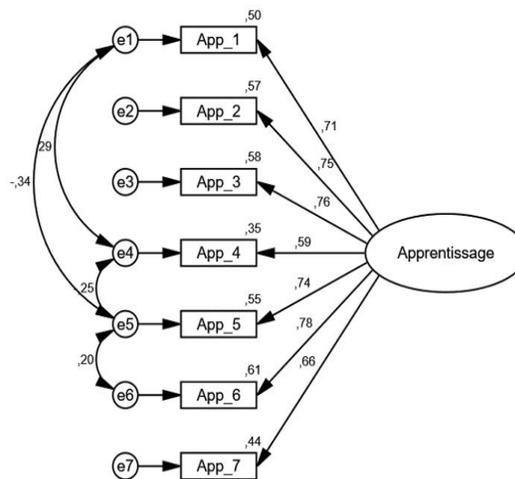 ,50
e1 App_1
,71
,57
e2 App_2
,75
29
-,34
,58
e3 App_3
,76
,35
e4 App_4
,59
Apprentissage
,25
,55
e5 App_5
,74
,78
,20
,61
e6 App_6
,66
,44
e7 App_7